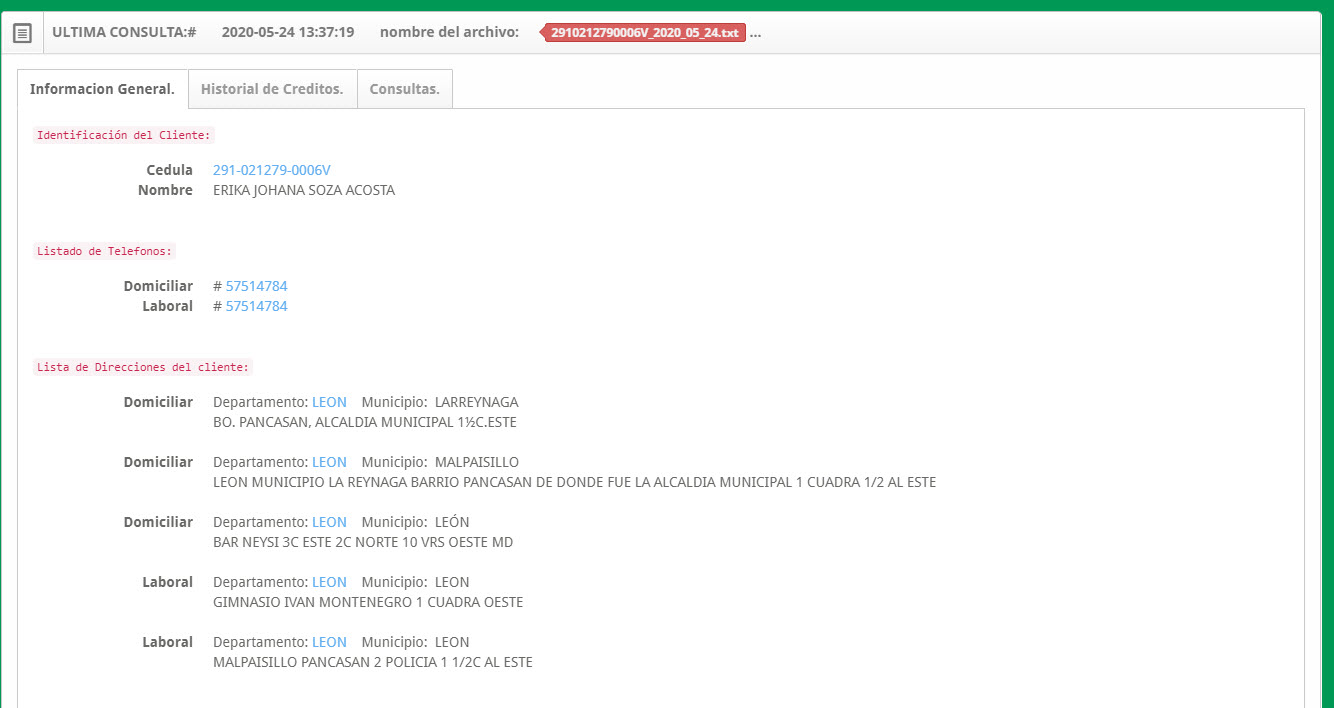 ULTIMA CONSULTA:# 2020-05-24 13:37:19 nombre del archivo: 2910212790006V_2020_05_24.txt ...
Informacion General. Historial de Creditos. Consultas.
Identificación del Cliente:
Cedula 291-021279-0006V
Nombre ERIKA JOHANA SOZA ACOSTA
Listado de Telefonos:
Domiciliar # 57514784
Laboral # 57514784
Lista de Direcciones del cliente:
Domiciliar Departamento: LEON Municipio: LARREYNAGA
BO. PANCASAN, ALCALDIA MUNICIPAL 1½C.ESTE
Domiciliar Departamento: LEON Municipio: MALPAISILLO
LEON MUNICIPIO LA REYNAGA BARRIO PANCASAN DE DONDE FUE LA ALCALDIA MUNICIPAL 1 CUADRA 1/2 AL ESTE
Domiciliar Departamento: LEON Municipio: LEÓN
BAR NEYSI 3C ESTE 2C NORTE 10 VRS OESTE MD
Laboral Departamento: LEON Municipio: LEON
GIMNASIO IVAN MONTENEGRO 1 CUADRA OESTE
Laboral Departamento: LEON Municipio: LEON
MALPAISILLO PANCASAN 2 POLICIA 1 1/2C AL ESTE